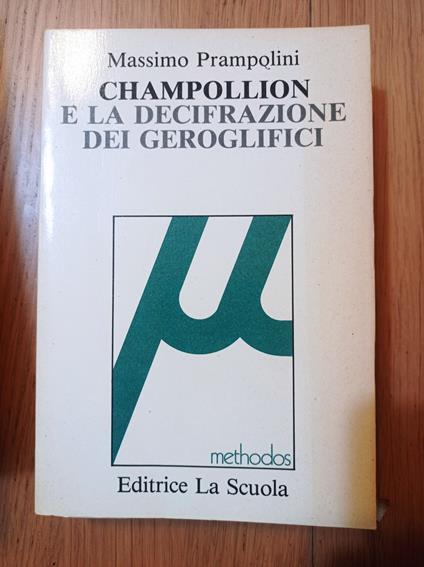 Massimo Prampolini
CHAMPOLLION
E LA DECIFRAZIONE
DEI GEROGLIFICI
μ
methodos
Editrice La Scuola